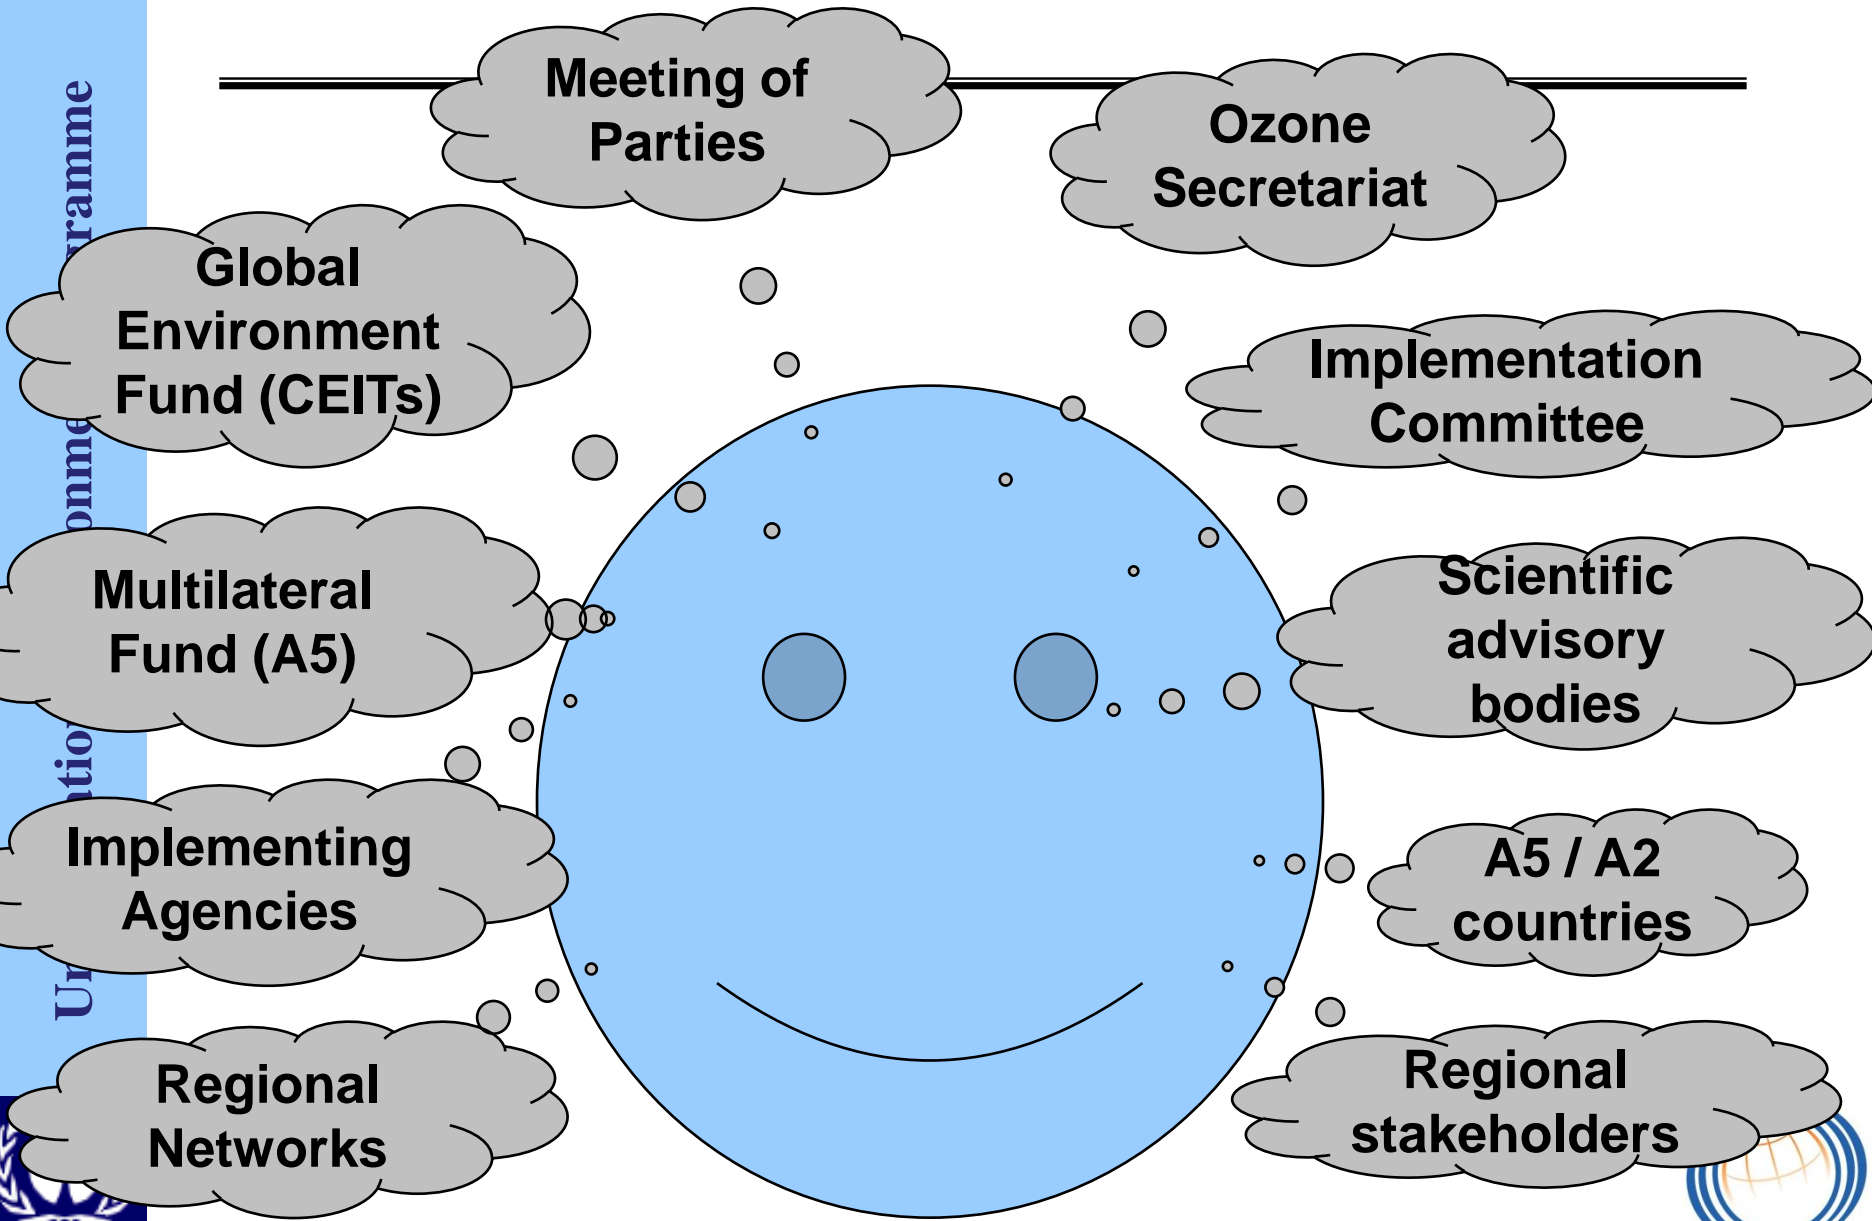 Meeting of
Parties
Ozone
Secretariat
Global
Environment
Fund (CEITs)
Implementation
Committee
Multilateral
Fund (A5)
Scientific
advisory
bodies
Implementing
Agencies
A5 / A2
countries
Regional
Networks
Regional
stakeholders